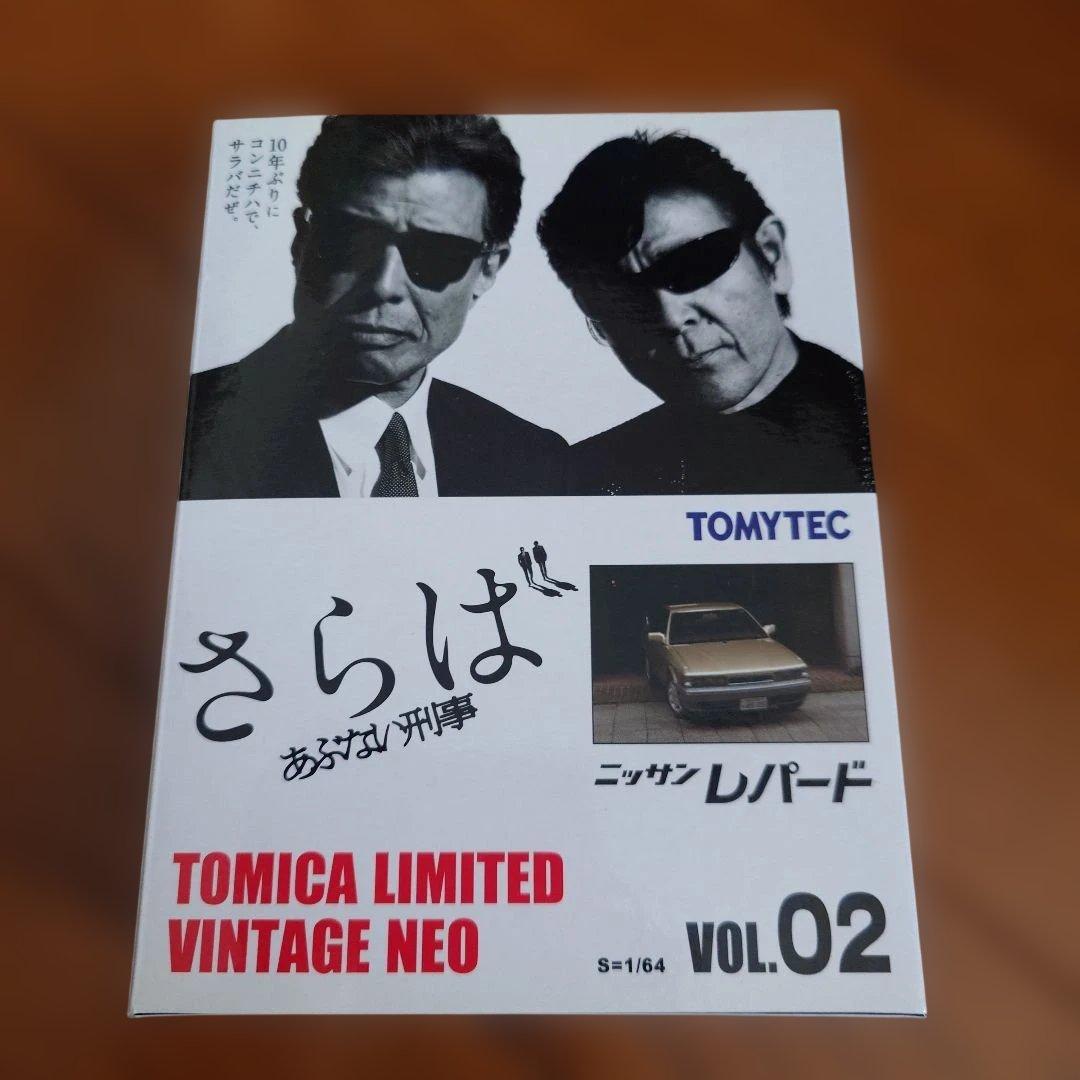 10年ぶりに
コンニチハで、
サラバだぜ。
TOMYTEC
さらば
あぶない刑事
ニッサン レパード
TOMICA LIMITED
VINTAGE NEO
S=1/64
VOL.02